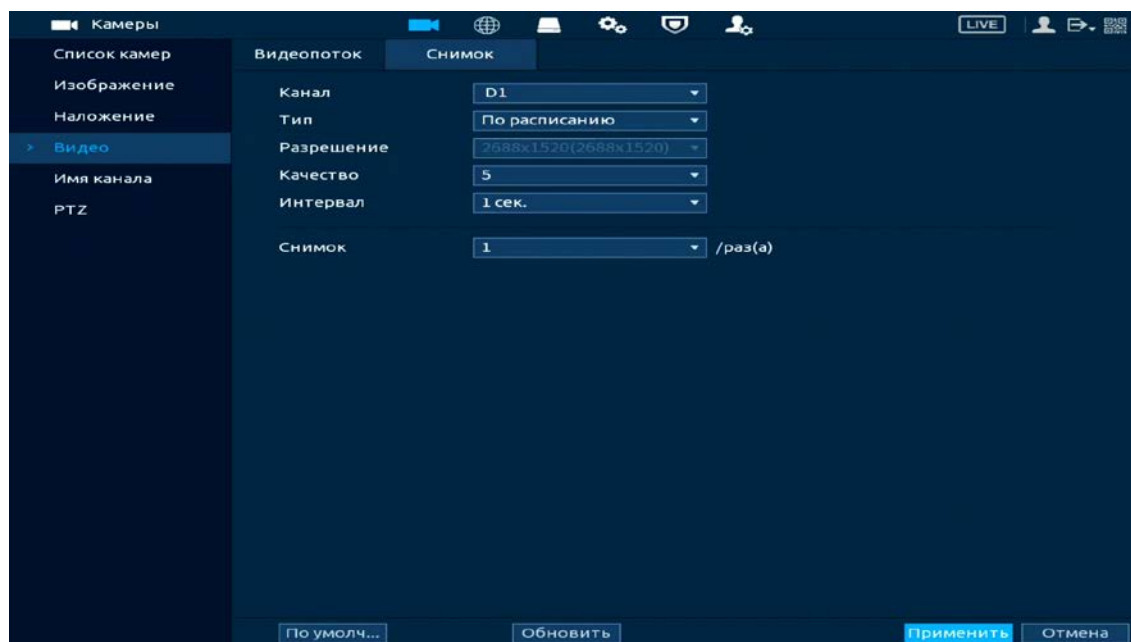 Камеры
LIVE
Список камер
Изображение
Наложение
> Видео
Имя канала
PTZ
Видеопоток
Снимок
Канал
D1
Тип
По расписанию
Разрешение
2688x1520(2688x1520)
Качество
5
Интервал
1 сек.
Снимок
1
/раз(а)
По умолч...
Обновить
Применить
Отмена